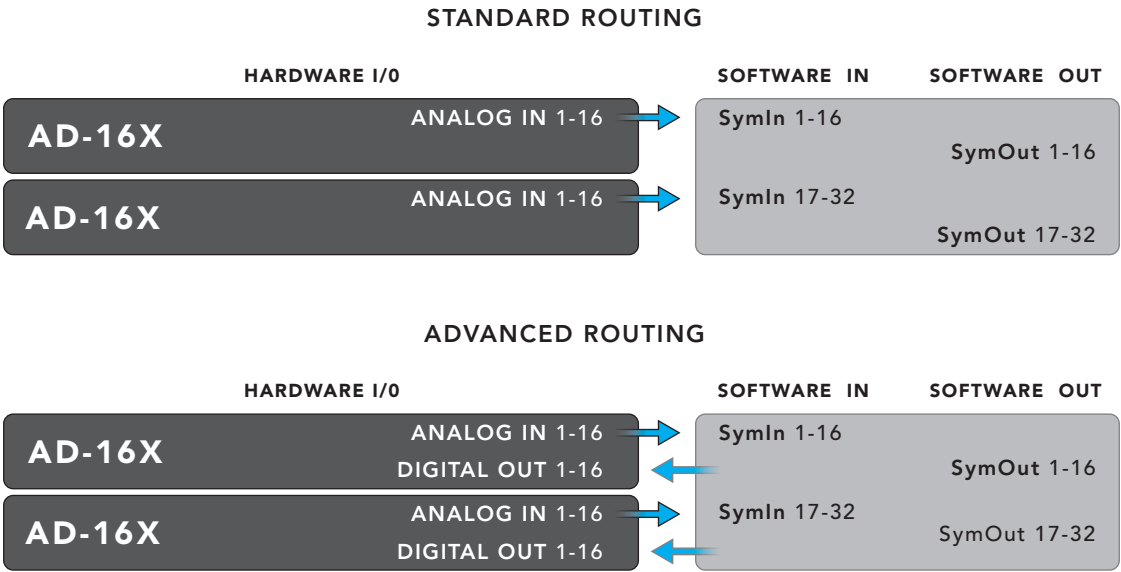 STANDARD ROUTING
HARDWARE I/0 SOFTWARE IN SOFTWARE OUT
AD-16X ANALOG IN 1-16 SymIn 1-16
SymOut 1-16
AD-16X ANALOG IN 1-16 SymIn 17-32
SymOut 17-32
ADVANCED ROUTING
HARDWARE I/0 SOFTWARE IN SOFTWARE OUT
AD-16X ANALOG IN 1-16 SymIn 1-16
DIGITAL OUT 1-16 SymOut 1-16
AD-16X ANALOG IN 1-16 SymIn 17-32
DIGITAL OUT 1-16 SymOut 17-32